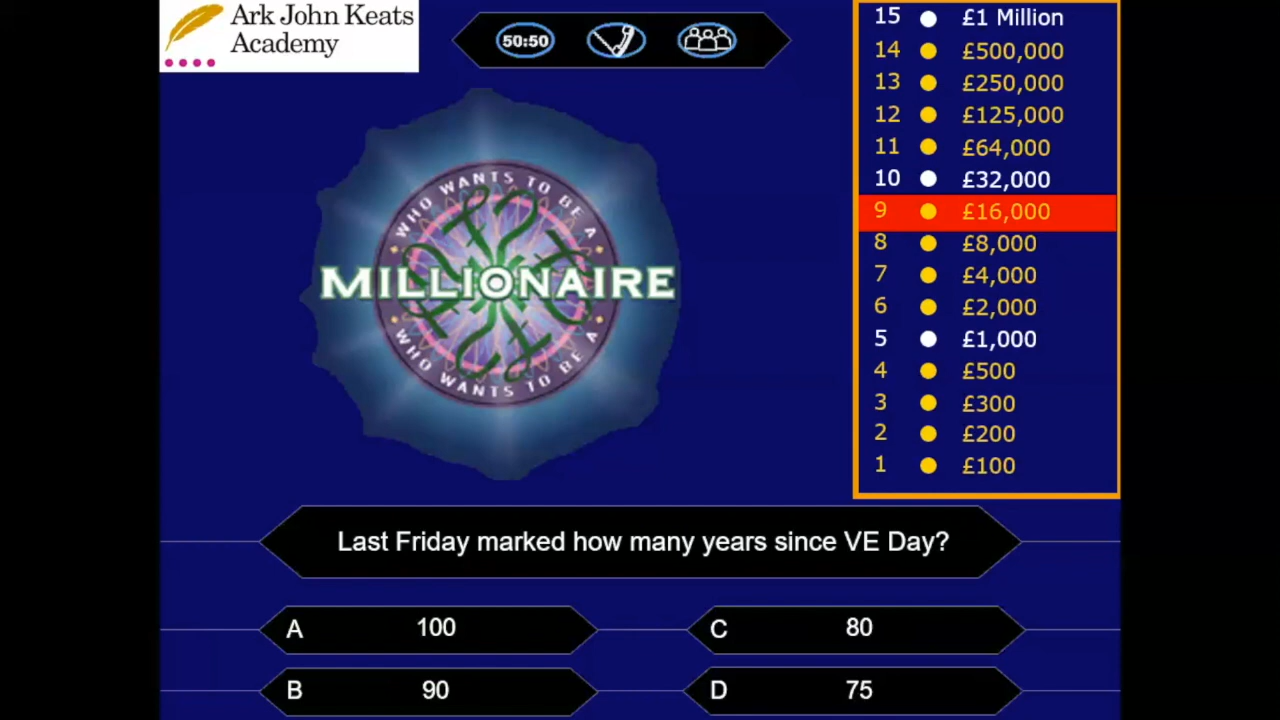 Ark John Keats
Academy
50:50
15 £1 Million
14 £500,000
13 £250,000
12 £125,000
11 £64,000
10 £32,000
9 £16,000
8 £8,000
7 £4,000
6 £2,000
5 £1,000
4 £500
3 £300
2 £200
1 £100
WHO WANTS TO BE A
MILLIONAIRE
WHO WANTS TO BE A
Last Friday marked how many years since VE Day?
A 100
C 80
B 90
D 75